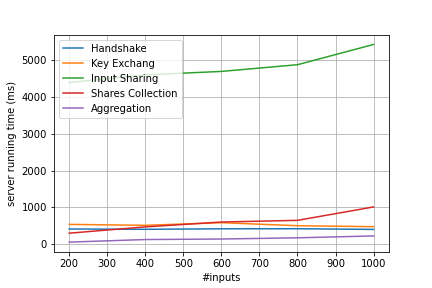 server running time (ms)
5000
4000
3000
2000
1000
0
Handshake
Key Exchang
Input Sharing
Shares Collection
Aggregation
200 300 400 500 600 700 800 900 1000
#inputs